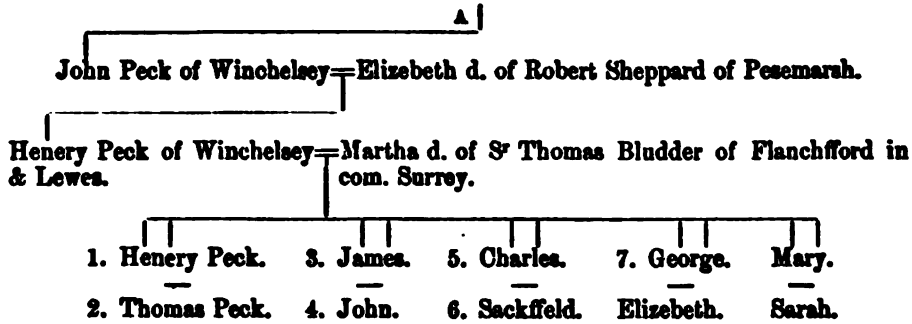 A
John Peck of Winchelsey=Elizebeth d. of Robert Sheppard of Pesemarsh.
Henery Peck of Winchelsey=Martha d. of Sr Thomas Bludder of Flanchfford in
& Lewes. com. Surrey.
1. Henery Peck. 3. James. 5. Charles. 7. George. Mary.
2. Thomas Peck. 4. John. 6. Sackffeld. Elizebeth. Sarah.